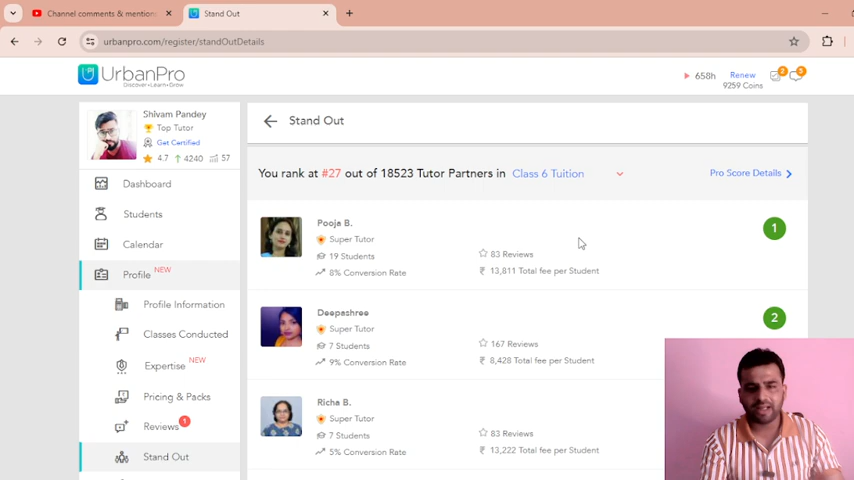 Channel comments & mentions
Stand Out
urbanpro.com/register/standOutDetails
UrbanPro
Discover • Learn • Grow
658h
Renew
9259 Coins
2
5
Shivam Pandey
Top Tutor
Get Certified
4.7 4240 57
Dashboard
Students
Calendar
Profile NEW
Profile Information
Classes Conducted
Expertise NEW
Pricing & Packs
Reviews 1
Stand Out
Stand Out
You rank at #27 out of 18523 Tutor Partners in Class 6 Tuition
Pro Score Details
Pooja B.
Super Tutor
19 Students
8% Conversion Rate
83 Reviews
₹ 13,811 Total fee per Student
1
Deepashree
Super Tutor
7 Students
9% Conversion Rate
167 Reviews
₹ 8,428 Total fee per Student
2
Richa B.
Super Tutor
7 Students
5% Conversion Rate
83 Reviews
₹ 13,222 Total fee per Student